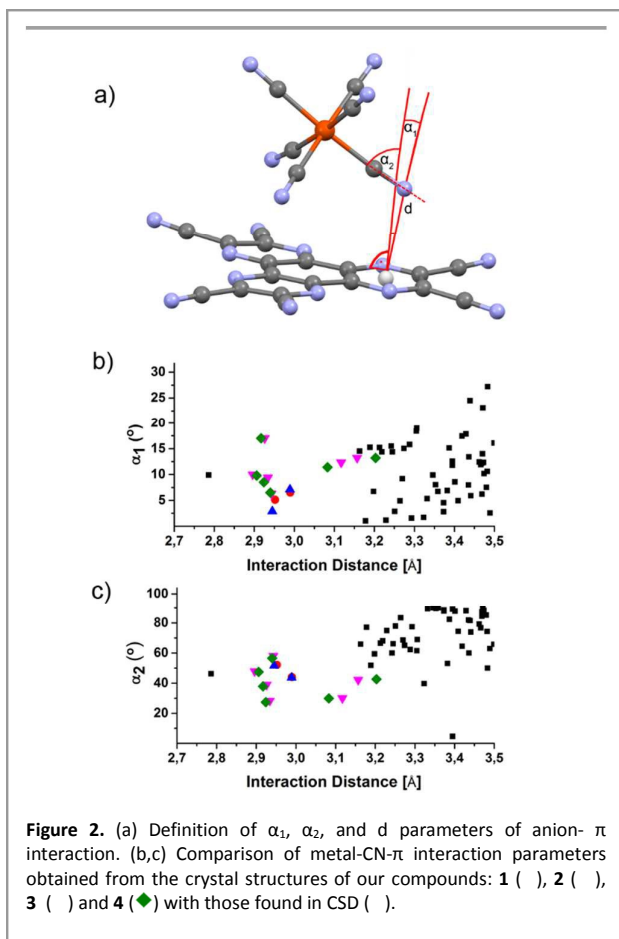 a)
α₁
α₂
d
b)
30
25
20
15
10
5
α₁ (°)
2,7 2,8 2,9 3,0 3,1 3,2 3,3 3,4 3,5
Interaction Distance [Å]
c)
100
80
60
40
20
α₂ (°)
2,7 2,8 2,9 3,0 3,1 3,2 3,3 3,4 3,5
Interaction Distance [Å]
Figure 2. (a) Definition of α₁, α₂, and d parameters of anion- π
interaction. (b,c) Comparison of metal-CN-π interaction parameters
obtained from the crystal structures of our compounds: 1 ( ), 2 ( ),
3 ( ) and 4 (◆) with those found in CSD ( ).